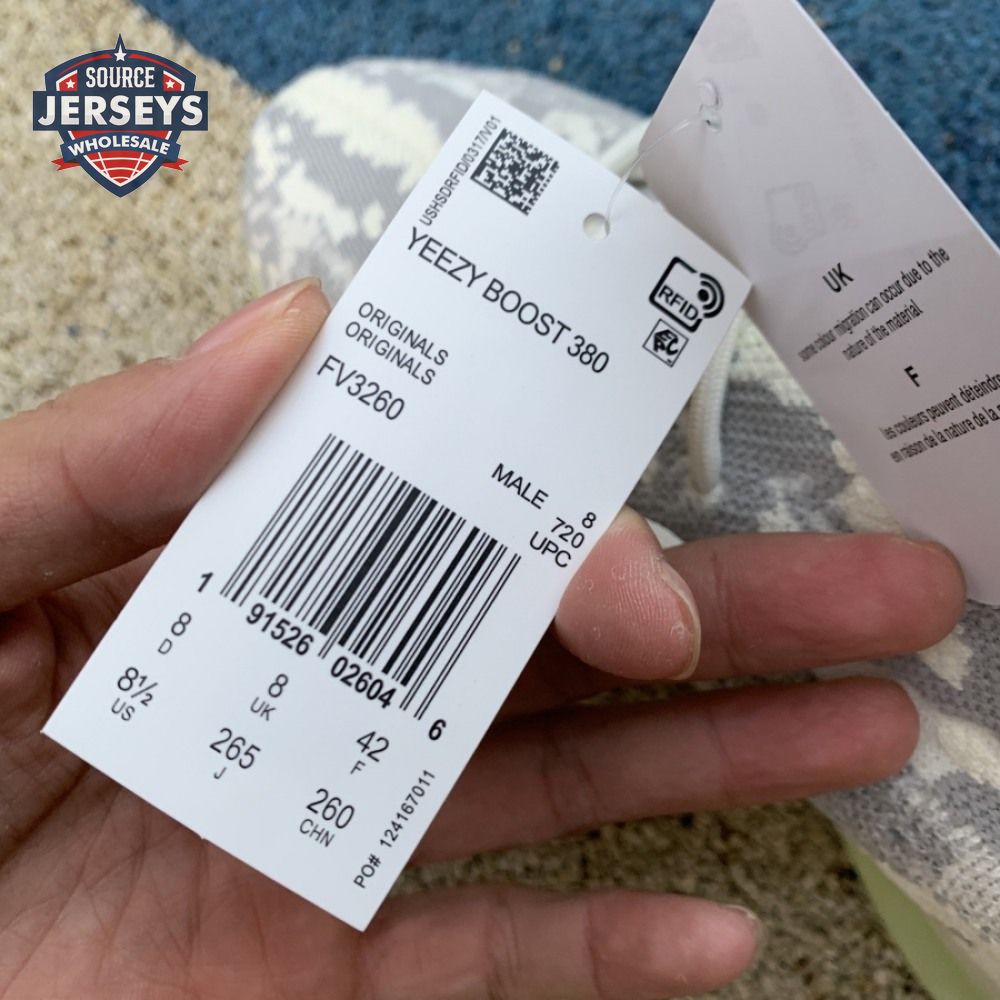 SOURCE
JERSEYS
WHOLESALE
USHSDRFID/0317/V01
YEEZY BOOST 380
RFID
ORIGINALS
ORIGINALS
FV3260
MALE 8
720
UPC
1 91526 02604 6
8
D
8
UK
42
F
8½
US
265
J
260
CHN
PO# 124167011
UK
some colour migration can occur due to the
nature of the material
F
les couleurs peuvent déteindre
en raison de la nature de la